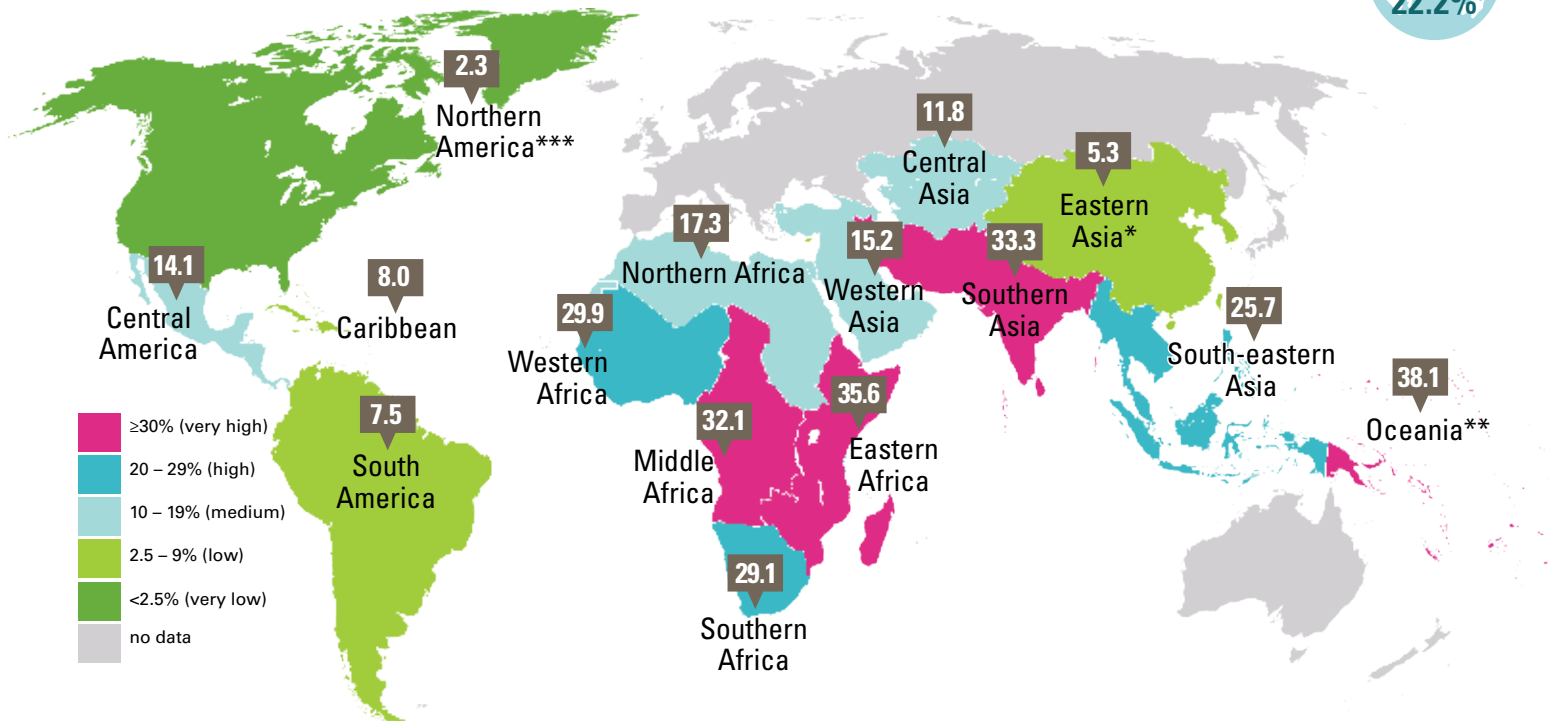 22.2%
2.3
Northern
America***
11.8
Central
Asia
5.3
Eastern
Asia*
17.3
Northern Africa
15.2
Western
Asia
33.3
Southern
Asia
14.1
Central
America
8.0
Caribbean
29.9
Western
Africa
25.7
South-eastern
Asia
38.1
Oceania**
7.5
South
America
32.1
Middle
Africa
35.6
Eastern
Africa
29.1
Southern
Africa
≥30% (very high)
20 – 29% (high)
10 – 19% (medium)
2.5 – 9% (low)
<2.5% (very low)
no data